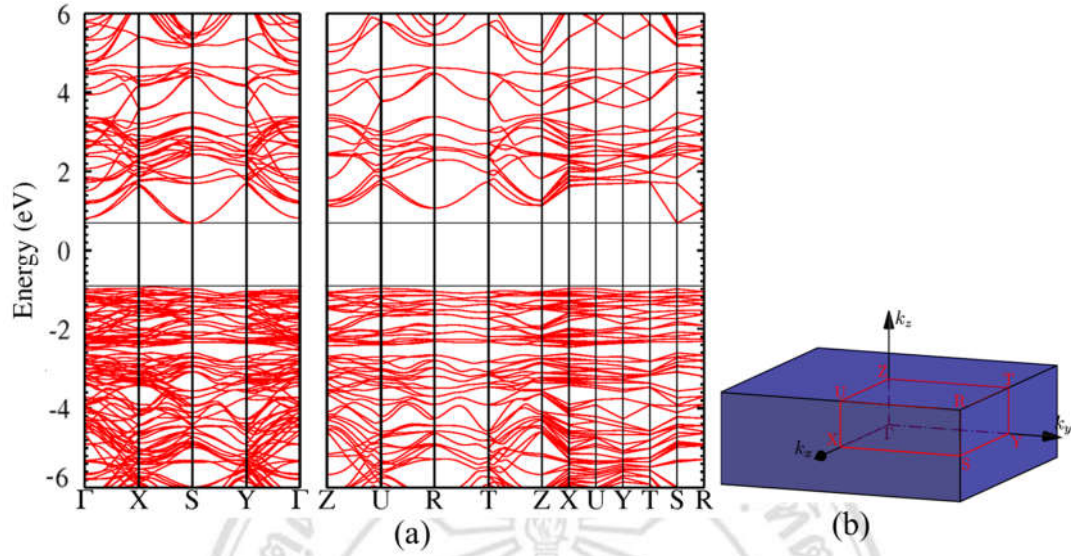 6
4
2
0
-2
-4
-6
Energy (eV)
Γ X S Y Γ Z U R T Z X U Y T S R
(a)
k_z
Z
T
U
R
Γ
k_y
X
Y
k_x
S
(b)